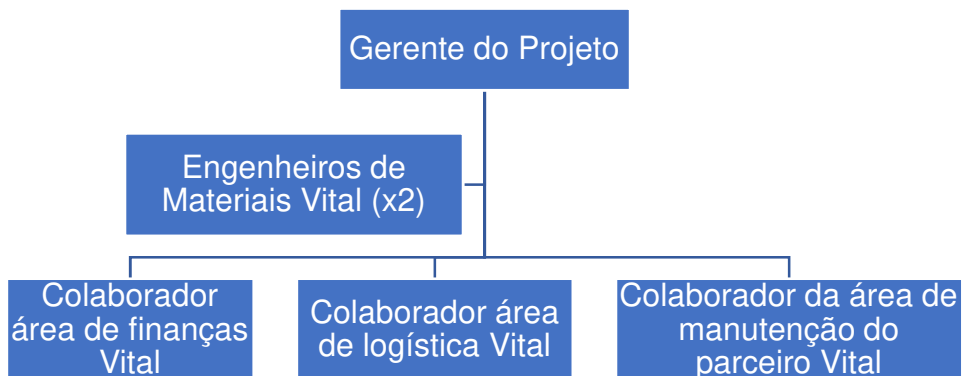 Gerente do Projeto
Engenheiros de
Materiais Vital (x2)
Colaborador
área de finanças
Vital
Colaborador área
de logística Vital
Colaborador da área de
manutenção do
parceiro Vital